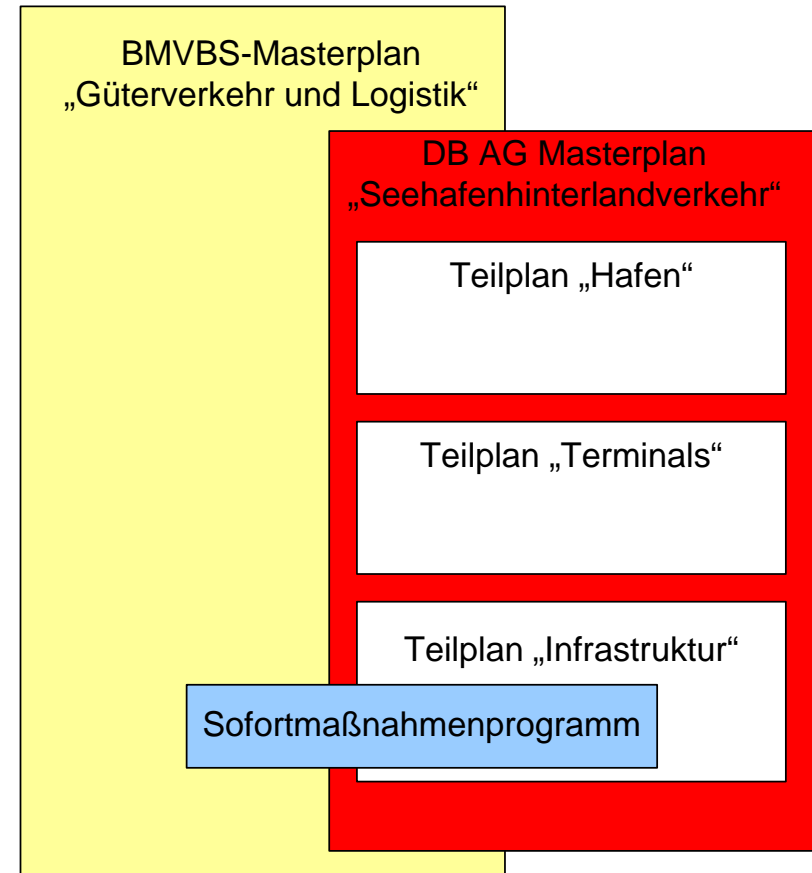 BMVBS-Masterplan
„Güterverkehr und Logistik“
DB AG Masterplan
„Seehafenhinterlandverkehr“
Teilplan „Hafen“
Teilplan „Terminals“
Teilplan „Infrastruktur“
Sofortmaßnahmenprogramm